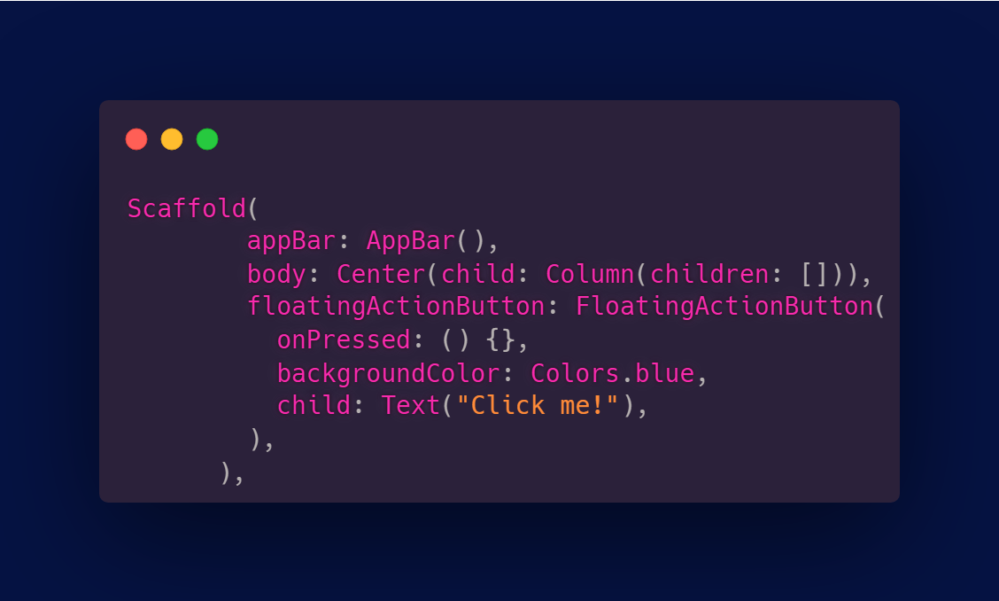 Scaffold(
        appBar: AppBar(),
        body: Center(child: Column(children: [])),
        floatingActionButton: FloatingActionButton(
          onPressed: () {},
          backgroundColor: Colors.blue,
          child: Text("Click me!"),
        ),
      ),